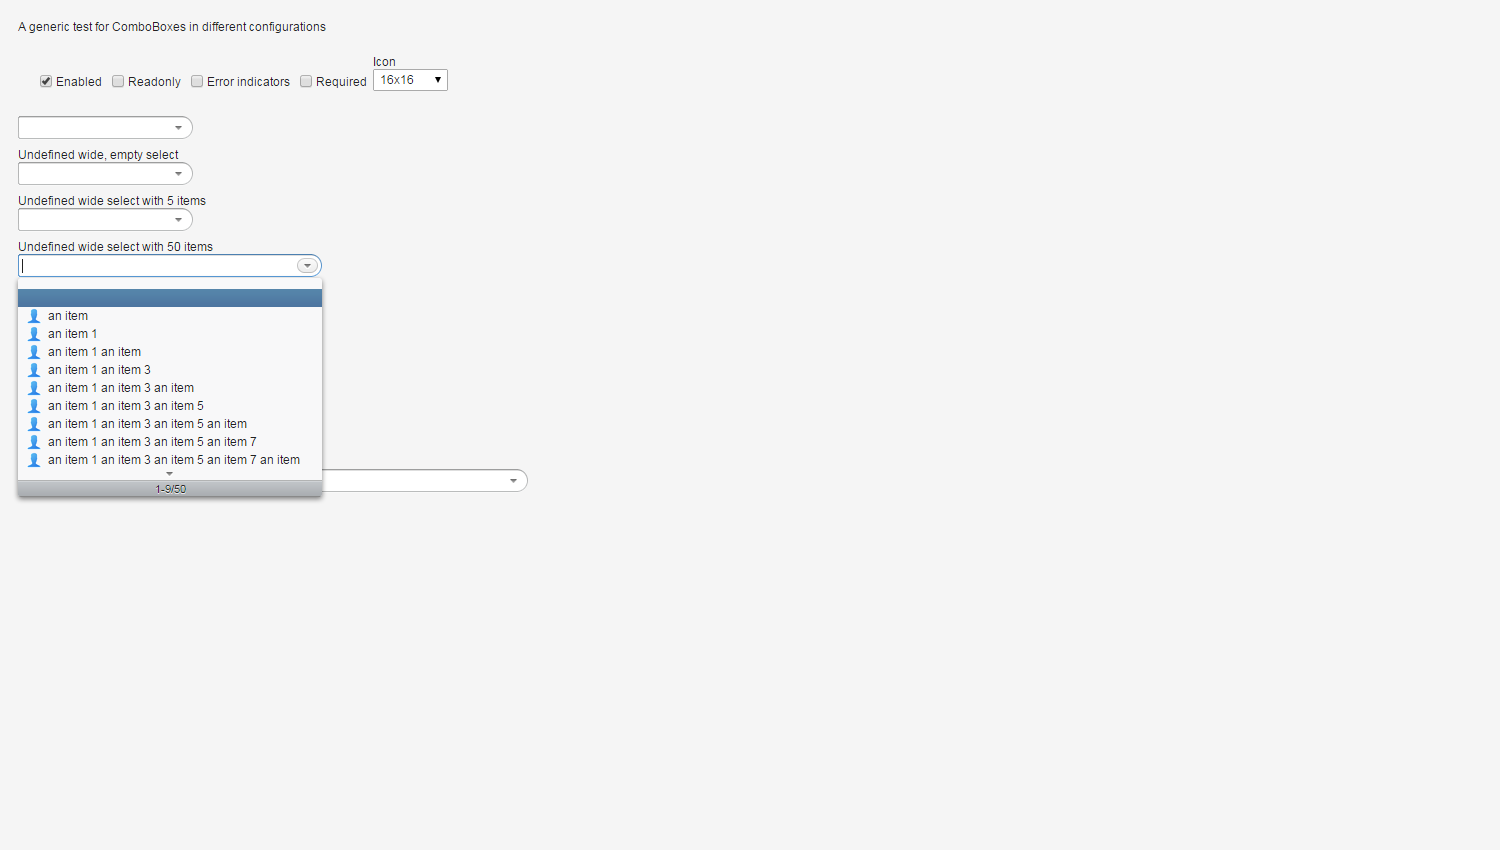 A generic test for ComboBoxes in different configurations
Icon
Enabled Readonly Error indicators Required 16x16
Undefined wide, empty select
Undefined wide select with 5 items
Undefined wide select with 50 items
an item
an item 1
an item 1 an item
an item 1 an item 3
an item 1 an item 3 an item
an item 1 an item 3 an item 5
an item 1 an item 3 an item 5 an item
an item 1 an item 3 an item 5 an item 7
an item 1 an item 3 an item 5 an item 7 an item
1-9/50